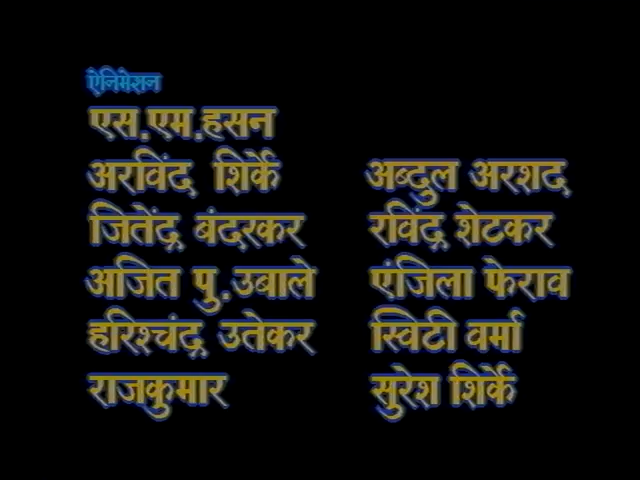 ऐनिमेशन
एस.एम.हसन
अरविंद शिर्के
जितेंद्र बंदरकर
अजित पु.उबाले
हरिश्चंद्र उतेकर
राजकुमार
अब्दुल अरशद
रविंद्र शेटकर
एंजिला फेराव
स्विटी वर्मा
सुरेश शिर्के